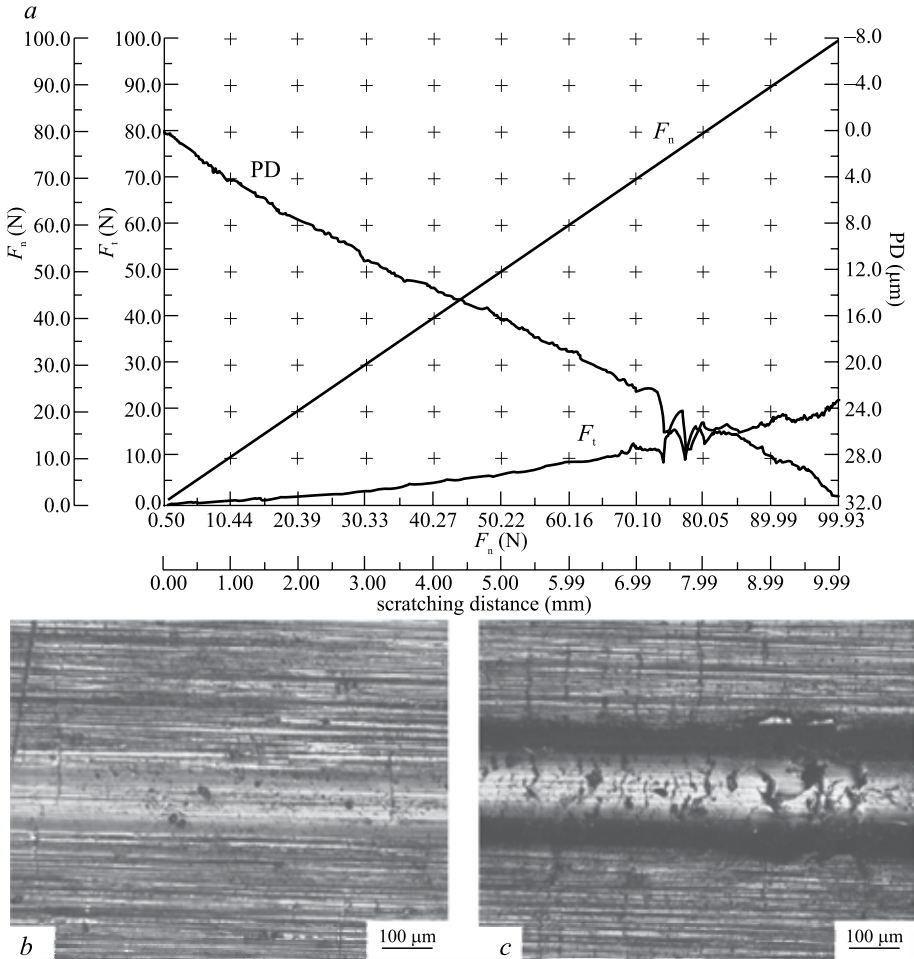 a
100.0 100.0 –8.0
90.0 90.0 –4.0
Fn
80.0 80.0 0.0
PD
70.0 70.0 4.0
60.0 60.0 8.0
Fn (N) Ft (N) PD (μm)
50.0 50.0 12.0
40.0 40.0 16.0
30.0 30.0 20.0
20.0 20.0 24.0
Ft
10.0 10.0 28.0
0.0 0.0 32.0
0.50 10.44 20.39 30.33 40.27 50.22 60.16 70.10 80.05 89.99 99.93
Fn (N)
0.00 1.00 2.00 3.00 4.00 5.00 5.99 6.99 7.99 8.99 9.99
scratching distance (mm)
b 100 μm c 100 μm